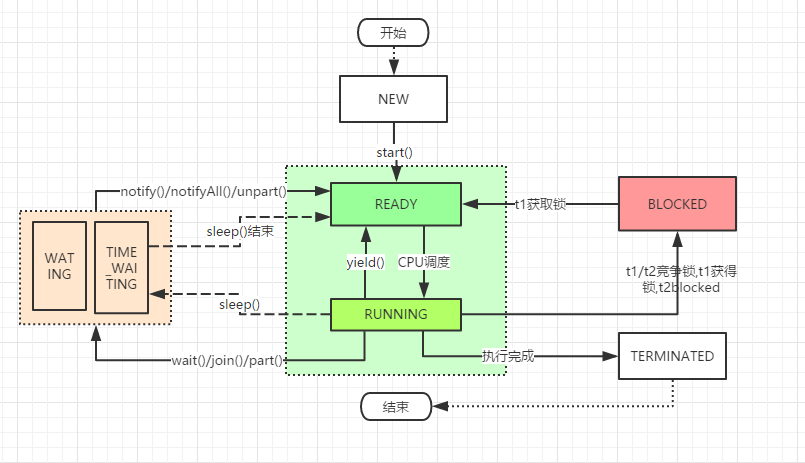 开始
NEW
start()
notify()/notifyAll()/unpart()
READY
t1获取锁
BLOCKED
sleep()结束
WAT
ING
TIME
_WAI
TING
yield()
CPU调度
t1/t2竞争锁,t1获得
锁,t2blocked
sleep()
RUNNING
wait()/join()/part()
执行完成
TERMINATED
结束